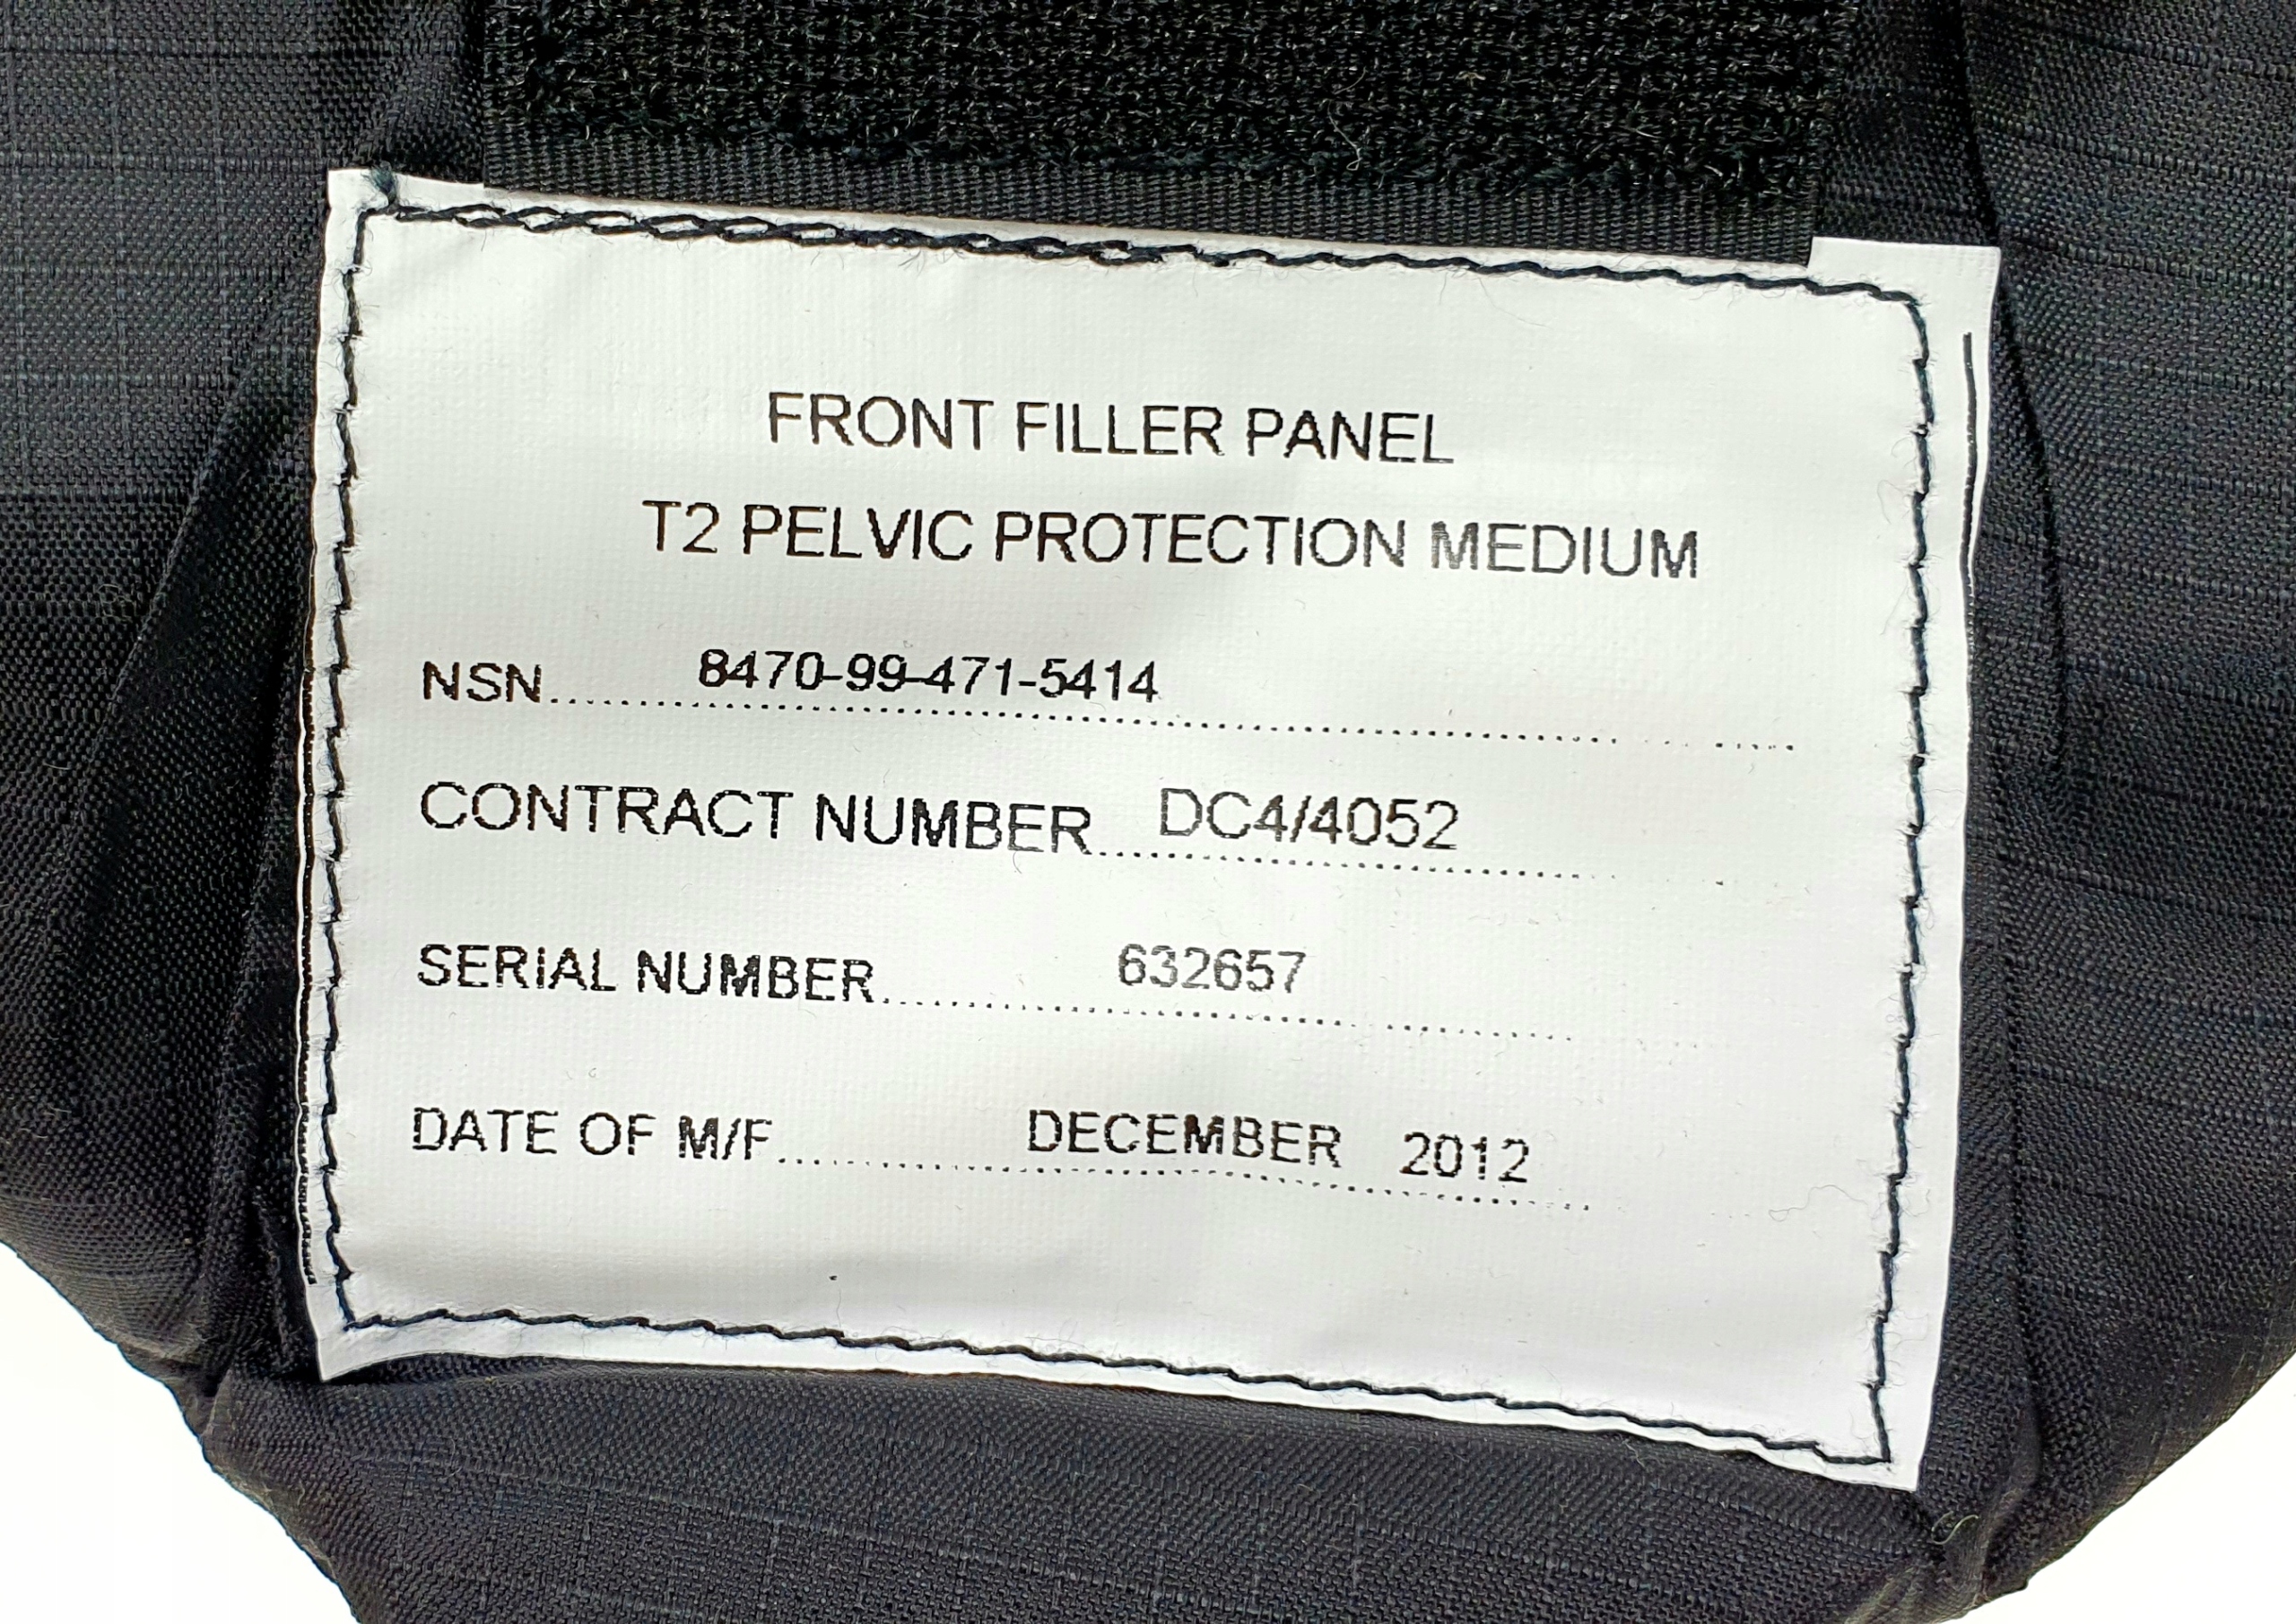 FRONT FILLER PANEL
T2 PELVIC PROTECTION MEDIUM
NSN 8470-99-471-5414
CONTRACT NUMBER DC4/4052
SERIAL NUMBER 632657
DATE OF M/F DECEMBER 2012